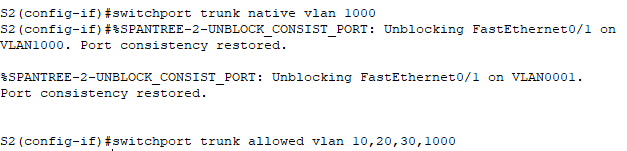 S2(config-if)#switchport trunk native vlan 1000
S2(config-if)#%SPANTREE-2-UNBLOCK_CONSIST_PORT: Unblocking FastEthernet0/1 on
VLAN1000. Port consistency restored.
%SPANTREE-2-UNBLOCK_CONSIST_PORT: Unblocking FastEthernet0/1 on VLAN0001.
Port consistency restored.
S2(config-if)#switchport trunk allowed vlan 10,20,30,1000